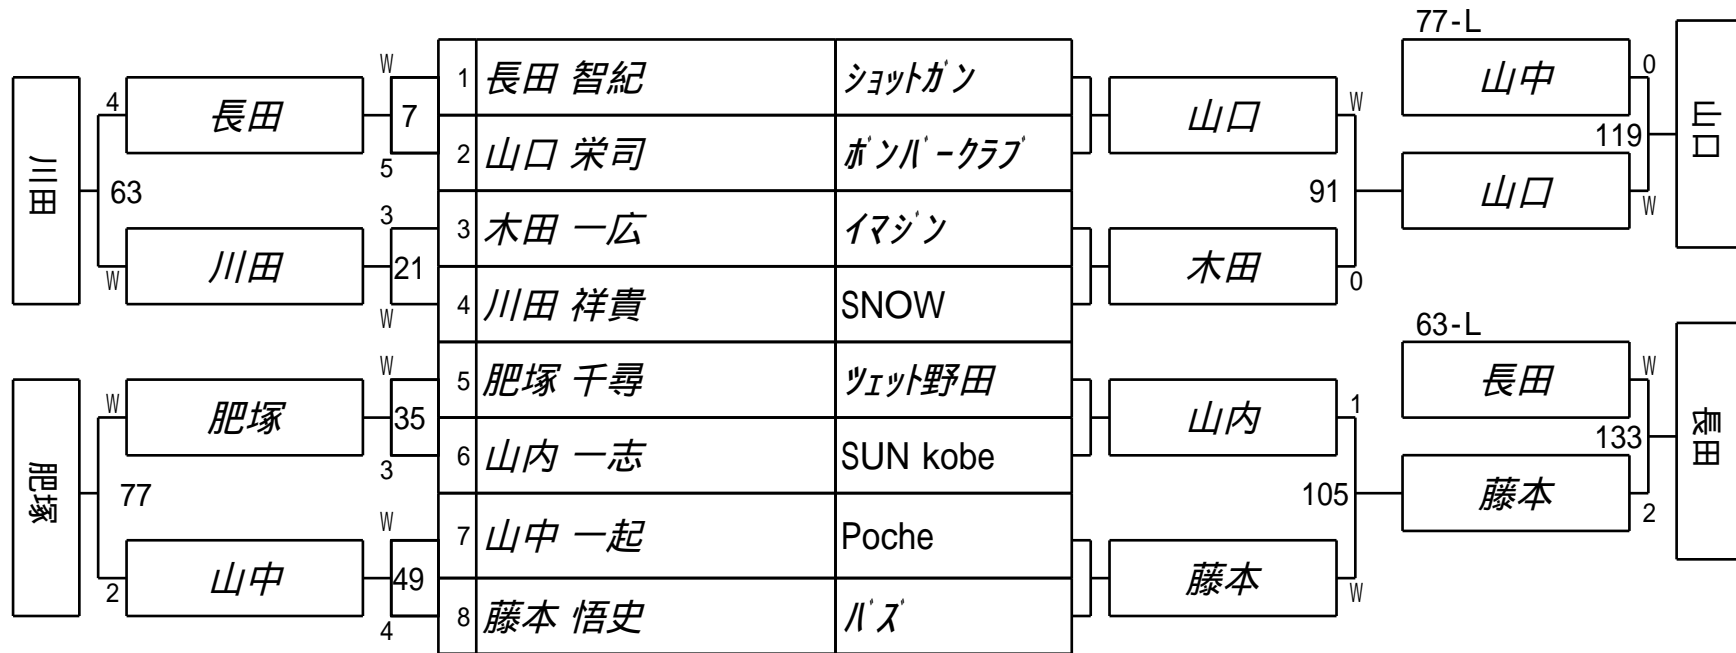 77-L
W 1 長田 智紀 ショットガン 山中 0
4 長田 7 山口 W 山口
5 2 山口 栄司 ボンバークラブ 119
川田 63 91 山口 W
3 3 木田 一広 イマジン
W 川田 21 木田 0
W 4 川田 祥貴 SNOW
63-L
W 5 肥塚 千尋 ツェット野田 長田 W
W 肥塚 35 山内 1 長田
3 6 山内 一志 SUN kobe 133
肥塚 77 105 藤本 2
W 7 山中 一起 Poche
2 山中 49 藤本 W
4 8 藤本 悟史 バズ